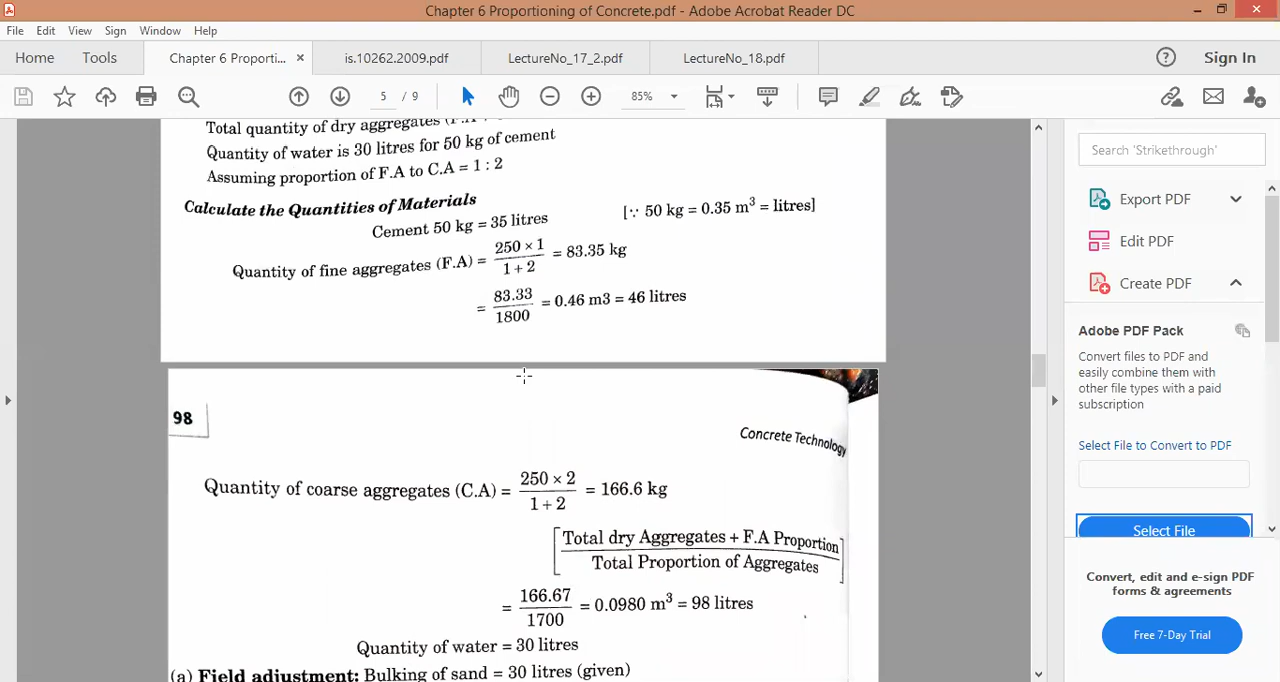 Chapter 6 Proportioning of Concrete.pdf - Adobe Acrobat Reader DC
File Edit View Sign Window Help
Home Tools Chapter 6 Proporti... × is.10262.2009.pdf LectureNo_17_2.pdf LectureNo_18.pdf Sign In
5 / 9 85%
Total quantity of dry aggregates (F.A +
Quantity of water is 30 litres for 50 kg of cement
Assuming proportion of F.A to C.A = 1 : 2
Calculate the Quantities of Materials
Cement 50 kg = 35 litres [∵ 50 kg = 0.35 m³ = litres]
Quantity of fine aggregates (F.A) = 250 × 1 / 1 + 2 = 83.35 kg
= 83.33 / 1800 = 0.46 m3 = 46 litres
98
Concrete Technology
Quantity of coarse aggregates (C.A) = 250 × 2 / 1 + 2 = 166.6 kg
[Total dry Aggregates + F.A Proportion / Total Proportion of Aggregates]
= 166.67 / 1700 = 0.0980 m³ = 98 litres
Quantity of water = 30 litres
(a) Field adjustment: Bulking of sand = 30 litres (given)
Search 'Strikethrough'
Export PDF
Edit PDF
Create PDF
Adobe PDF Pack
Convert files to PDF and
easily combine them with
other file types with a paid
subscription
Select File to Convert to PDF
Select File
Convert, edit and e-sign PDF
forms & agreements
Free 7-Day Trial